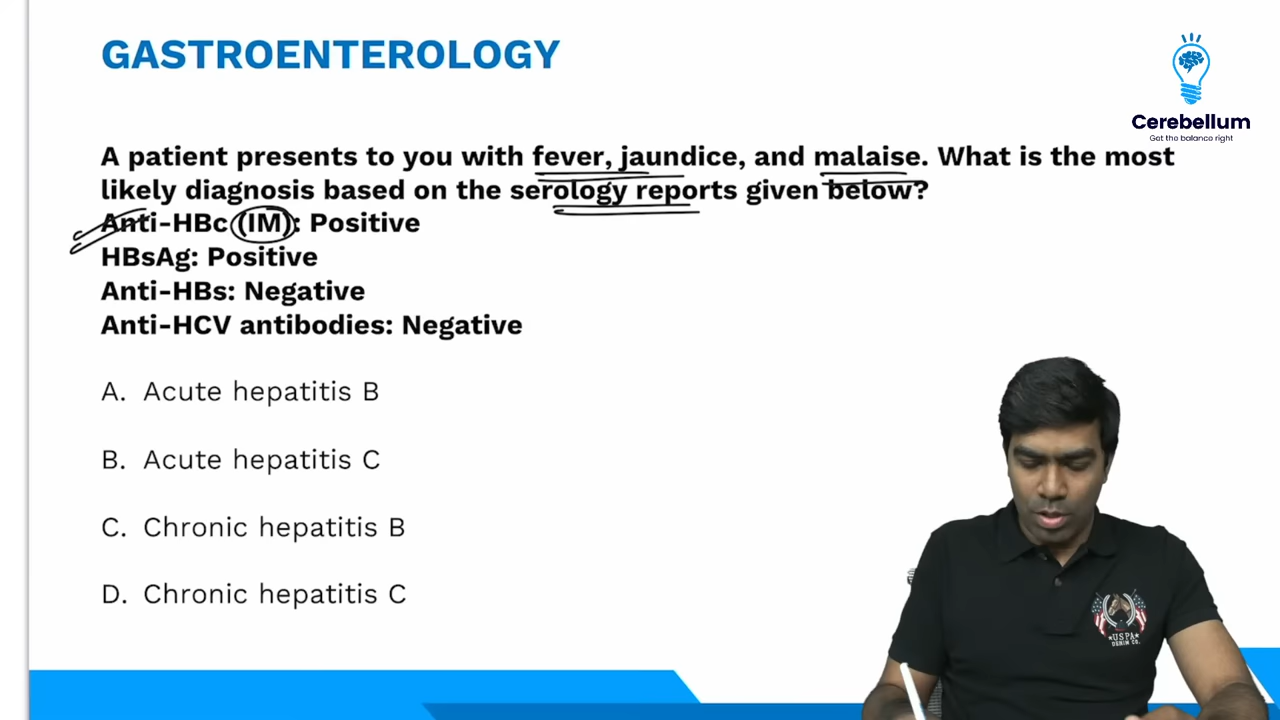 GASTROENTEROLOGY
Cerebellum
Get the balance right
A patient presents to you with fever, jaundice, and malaise. What is the most
likely diagnosis based on the serology reports given below?
Anti-HBc (IM): Positive
HBsAg: Positive
Anti-HBs: Negative
Anti-HCV antibodies: Negative
A. Acute hepatitis B
B. Acute hepatitis C
C. Chronic hepatitis B
D. Chronic hepatitis C
USPA
DENIM CO.